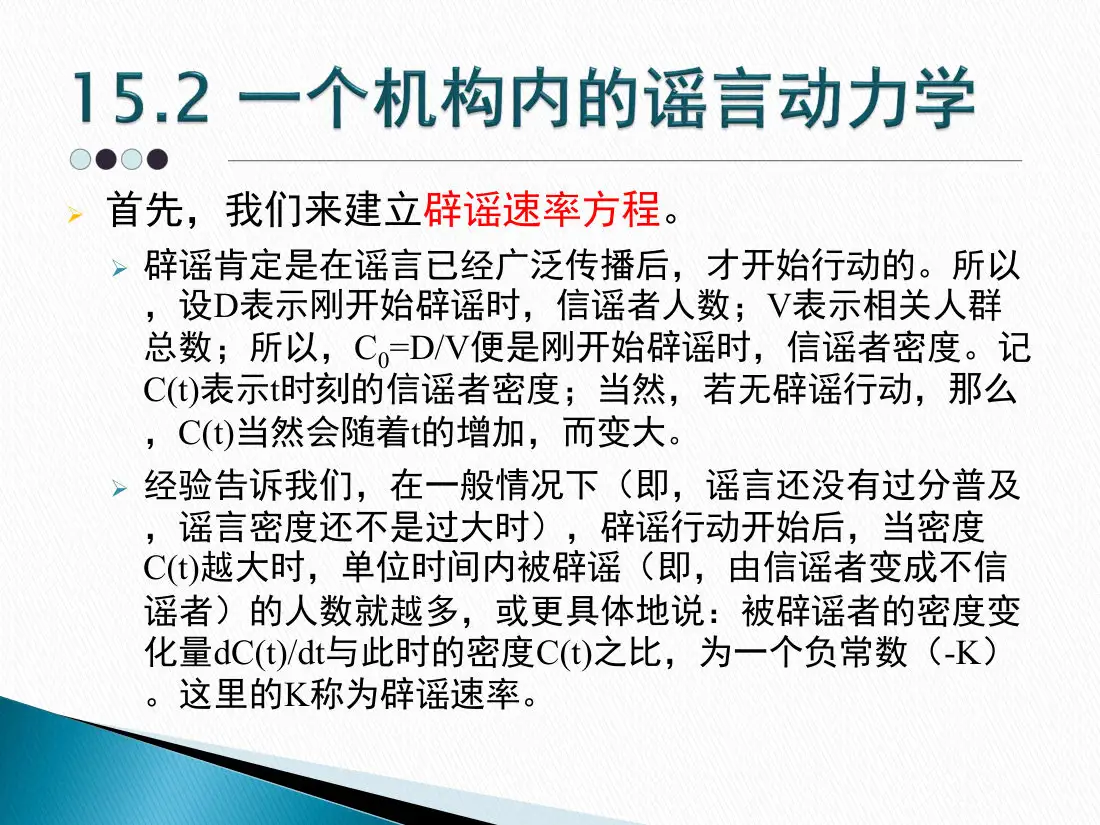 15.2 一个机构内的谣言动力学
首先，我们来建立辟谣速率方程。
辟谣肯定是在谣言已经广泛传播后，才开始行动的。所以
，设D表示刚开始辟谣时，信谣者人数；V表示相关人群
总数；所以，C₀=D/V便是刚开始辟谣时，信谣者密度。记
C(t)表示t时刻的信谣者密度；当然，若无辟谣行动，那么
，C(t)当然会随着t的增加，而变大。
经验告诉我们，在一般情况下（即，谣言还没有过分普及
，谣言密度还不是过大时），辟谣行动开始后，当密度
C(t)越大时，单位时间内被辟谣（即，由信谣者变成不信
谣者）的人数就越多，或更具体地说：被辟谣者的密度变
化量dC(t)/dt与此时的密度C(t)之比，为一个负常数（-K）
。这里的K称为辟谣速率。